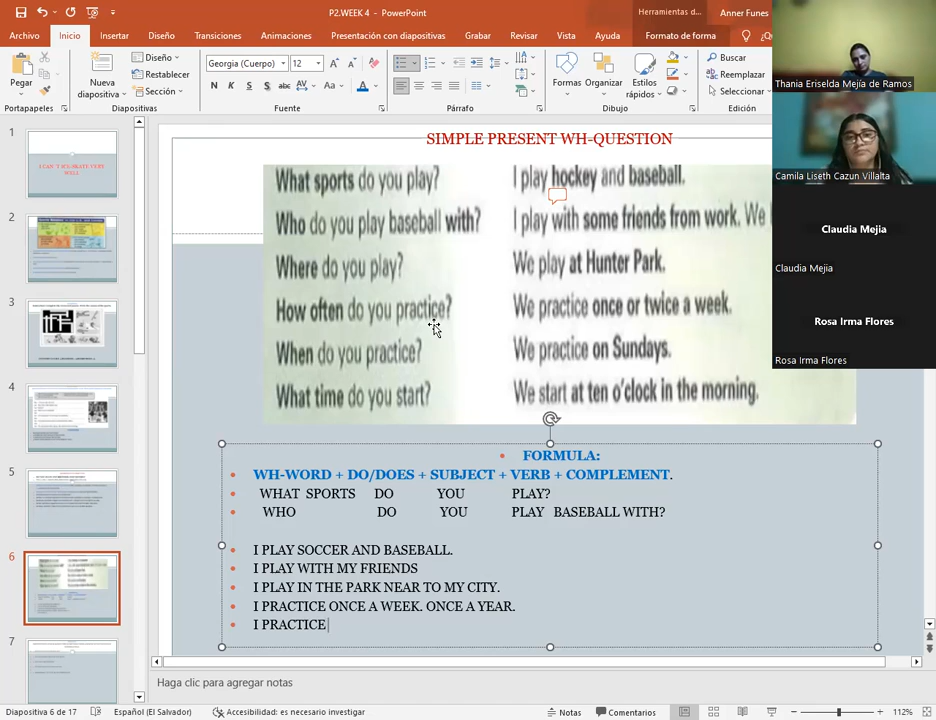 P2.WEEK 4 - PowerPoint
Herramientas d...
Anner Funes
Archivo
Inicio
Insertar
Diseño
Transiciones
Animaciones
Presentación con diapositivas
Grabar
Revisar
Vista
Ayuda
Formato de forma
Pegar
Nueva diapositiva
Diseño
Restablecer
Sección
Georgia (Cuerpo)
12
Formas
Organizar
Estilos rápidos
Buscar
Reemplazar
Seleccionar
Portapapeles
Diapositivas
Fuente
Párrafo
Dibujo
Edición
Thania Eriselda Mejía de Ramos
Camila Liseth Cazun Villalta
Claudia Mejia
Claudia Mejia
Rosa Irma Flores
Rosa Irma Flores
1
2
3
4
5
6
7
SIMPLE PRESENT WH-QUESTION
What sports do you play? I play hockey and baseball.
Who do you play baseball with? I play with some friends from work. We
Where do you play? We play at Hunter Park.
How often do you practice? We practice once or twice a week.
When do you practice? We practice on Sundays.
What time do you start? We start at ten o'clock in the morning.
FORMULA:
WH-WORD + DO/DOES + SUBJECT + VERB + COMPLEMENT.
WHAT SPORTS DO YOU PLAY?
WHO DO YOU PLAY BASEBALL WITH?
I PLAY SOCCER AND BASEBALL.
I PLAY WITH MY FRIENDS
I PLAY IN THE PARK NEAR TO MY CITY.
I PRACTICE ONCE A WEEK. ONCE A YEAR.
I PRACTICE
Haga clic para agregar notas
Diapositiva 6 de 17
Español (El Salvador)
Accesibilidad: es necesario investigar
Notas
Comentarios
112%